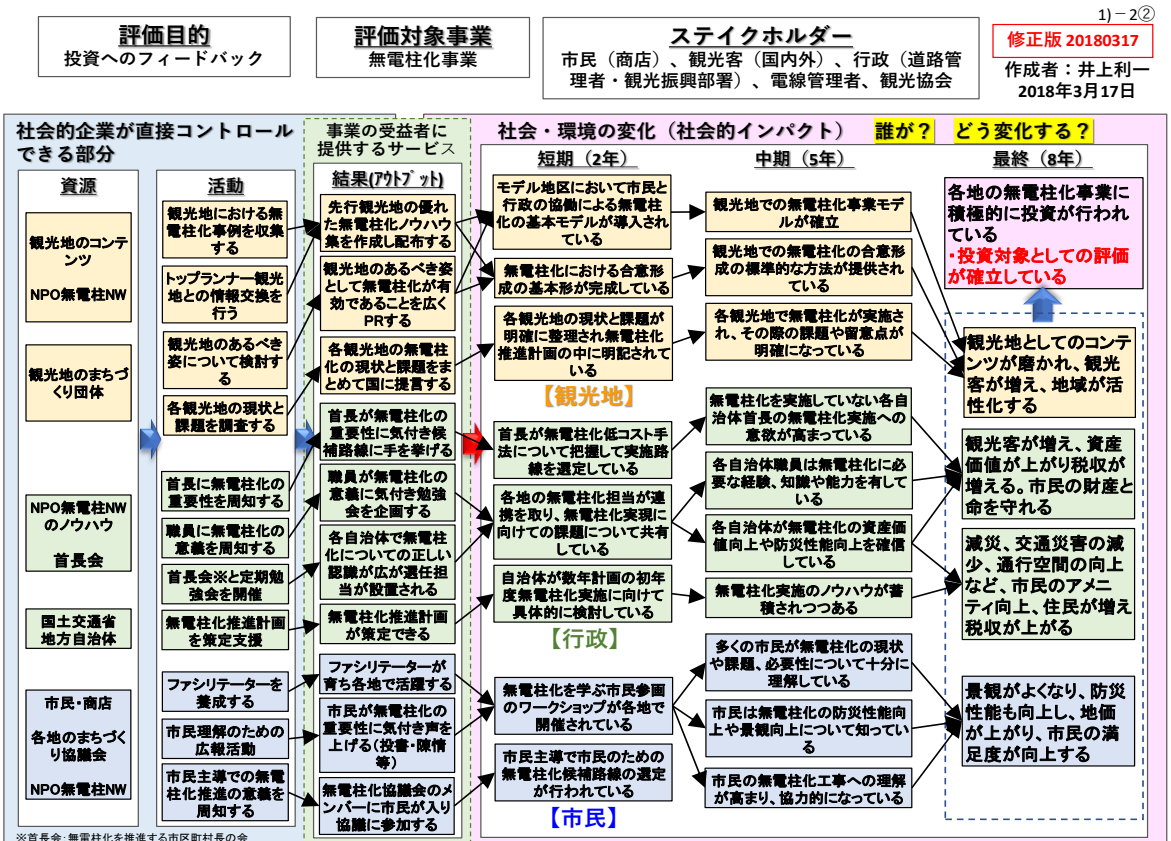 1)－2②
評価目的
投資へのフィードバック
評価対象事業
無電柱化事業
ステイクホルダー
市民（商店）、観光客（国内外）、行政（道路管
理者・観光振興部署）、電線管理者、観光協会
修正版 20180317
作成者：井上利一
2018年3月17日
社会的企業が直接コントロール
できる部分
事業の受益者に
提供するサービス
社会・環境の変化（社会的インパクト）
誰が？
どう変化する？
資源
観光地のコンテ
ンツ
NPO無電柱NW
観光地のまちづ
くり団体
NPO無電柱NW
のノウハウ
首長会
国土交通省
地方自治体
市民・商店
各地のまちづく
り協議会
NPO無電柱NW
活動
観光地における無
電柱化事例を収集
する
トップランナー観光
地との情報交換を
行う
観光地のあるべき
姿について検討す
る
各観光地の現状と
課題を調査する
首長に無電柱化の
重要性を周知する
職員に無電柱化の
意義を周知する
首長会※と定期勉
強会を開催
無電柱化推進計画
を策定支援
ファシリテーターを
養成する
市民理解のための
広報活動
市民主導での無電
柱化推進の意義を
周知する
結果(ｱｳﾄﾌﾟｯﾄ)
先行観光地の優れ
た無電柱化ノウハウ
集を作成し配布する
観光地のあるべき姿
として無電柱化が有
効であることを広く
PRする
各観光地の無電柱
化の現状と課題をま
とめて国に提言する
首長が無電柱化の
重要性に気付き候
補路線に手を挙げる
職員が無電柱化の
意義に気付き勉強
会を企画する
各自治体で無電柱
化についての正しい
認識が広が選任担
当が設置される
無電柱化推進計画
が策定できる
ファシリテーターが
育ち各地で活躍する
市民が無電柱化の
重要性に気付き声を
上げる(投書・陳情
等）
無電柱化協議会のメ
ンバーに市民が入り
協議に参加する
短期（2年）
モデル地区において市民と
行政の協働による無電柱
化の基本モデルが導入され
ている
無電柱化における合意形
成の基本形が完成している
各観光地の現状と課題が
明確に整理され無電柱化
推進計画の中に明記されて
いる
【観光地】
首長が無電柱化低コスト手
法について把握して実施路
線を選定している
各地の無電柱化担当が連
携を取り、無電柱化実現に
向けての課題について共有
している
自治体が数年計画の初年
度無電柱化実施に向けて
具体的に検討している
【行政】
無電柱化を学ぶ市民参画
のワークショップが各地で
開催されている
市民主導で市民のための
無電柱化候補路線の選定
が行われている
【市民】
中期（5年）
観光地での無電柱化事業モデ
ルが確立
観光地での無電柱化の合意形
成の標準的な方法が提供され
ている
各観光地で無電柱化が実施さ
れ、その際の課題や留意点が
明確になっている
無電柱化を実施していない各自
治体首長の無電柱化実施への
意欲が高まっている
各自治体職員は無電柱化に必
要な経験、知識や能力を有して
いる
各自治体が無電柱化の資産価
値向上や防災性能向上を確信
している
無電柱化実施のノウハウが蓄
積されつつある
多くの市民が無電柱化の現状
や課題、必要性について十分に
理解している
市民は無電柱化の防災性能向
上や景観向上について知ってい
る
市民の無電柱化工事への理解
が高まり、協力的になっている
最終（8年）
各地の無電柱化事業に
積極的に投資が行われ
ている
・投資対象としての評価
が確立している
観光地としてのコンテ
ンツが磨かれ、観光
客が増え、地域が活
性化する
観光客が増え、資産
価値が上がり税収が
増える。市民の財産と
命を守れる
減災、交通災害の減
少、通行空間の向上
など、市民のアメニ
ティ向上、住民が増え
税収が上がる
景観がよくなり、防災
性能も向上し、地価
が上がり、市民の満
足度が向上する
※首長会：無電柱化を推進する市区町村長の会